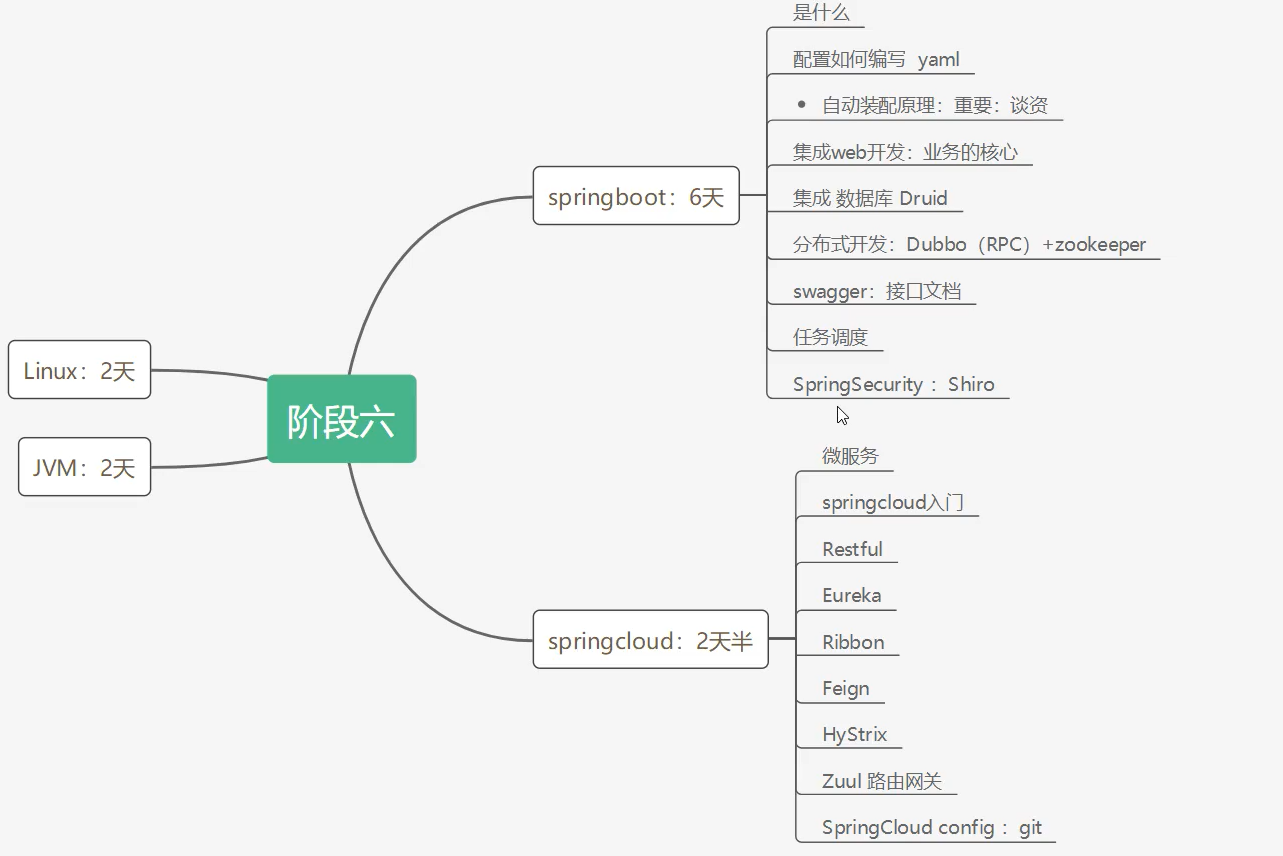 阶段六
springboot：6天
是什么
配置如何编写 yaml
• 自动装配原理：重要：谈资
集成web开发：业务的核心
集成 数据库 Druid
分布式开发：Dubbo（RPC）+zookeeper
swagger：接口文档
任务调度
SpringSecurity ：Shiro
springcloud：2天半
微服务
springcloud入门
Restful
Eureka
Ribbon
Feign
HyStrix
Zuul 路由网关
SpringCloud config ：git
Linux：2天
JVM：2天